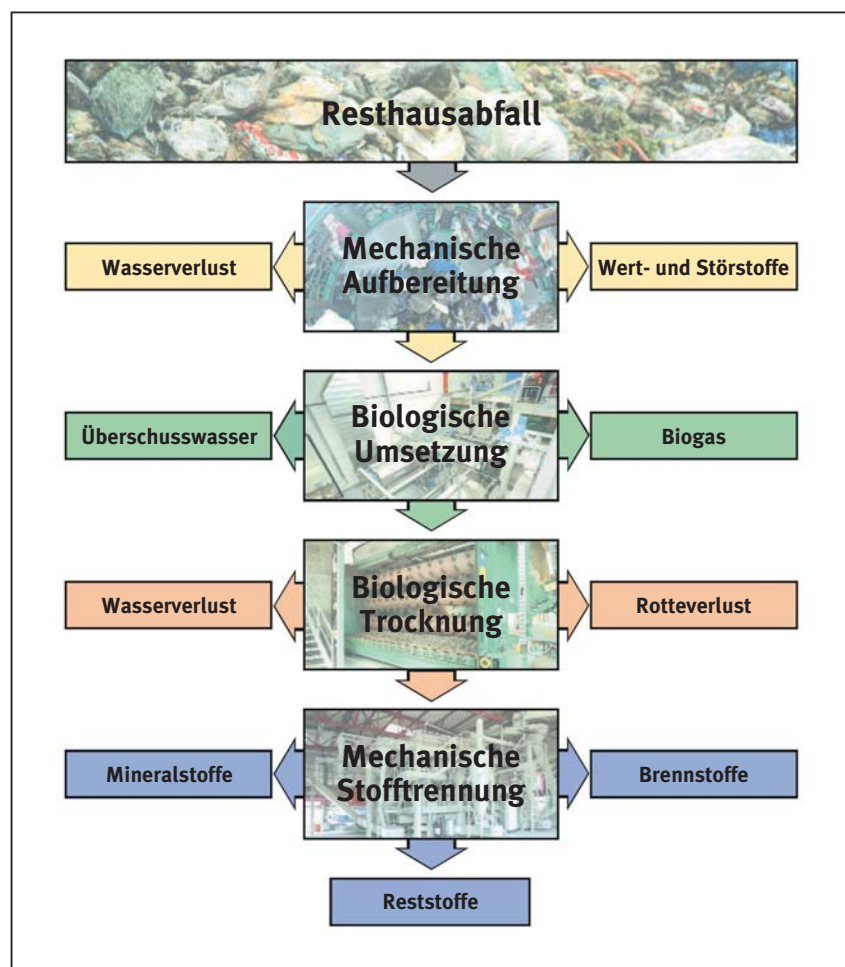 Resthausabfall
Mechanische
Aufbereitung
Wasserverlust
Wert- und Störstoffe
Biologische
Umsetzung
Überschusswasser
Biogas
Biologische
Trocknung
Wasserverlust
Rotteverlust
Mechanische
Stofftrennung
Mineralstoffe
Brennstoffe
Reststoffe